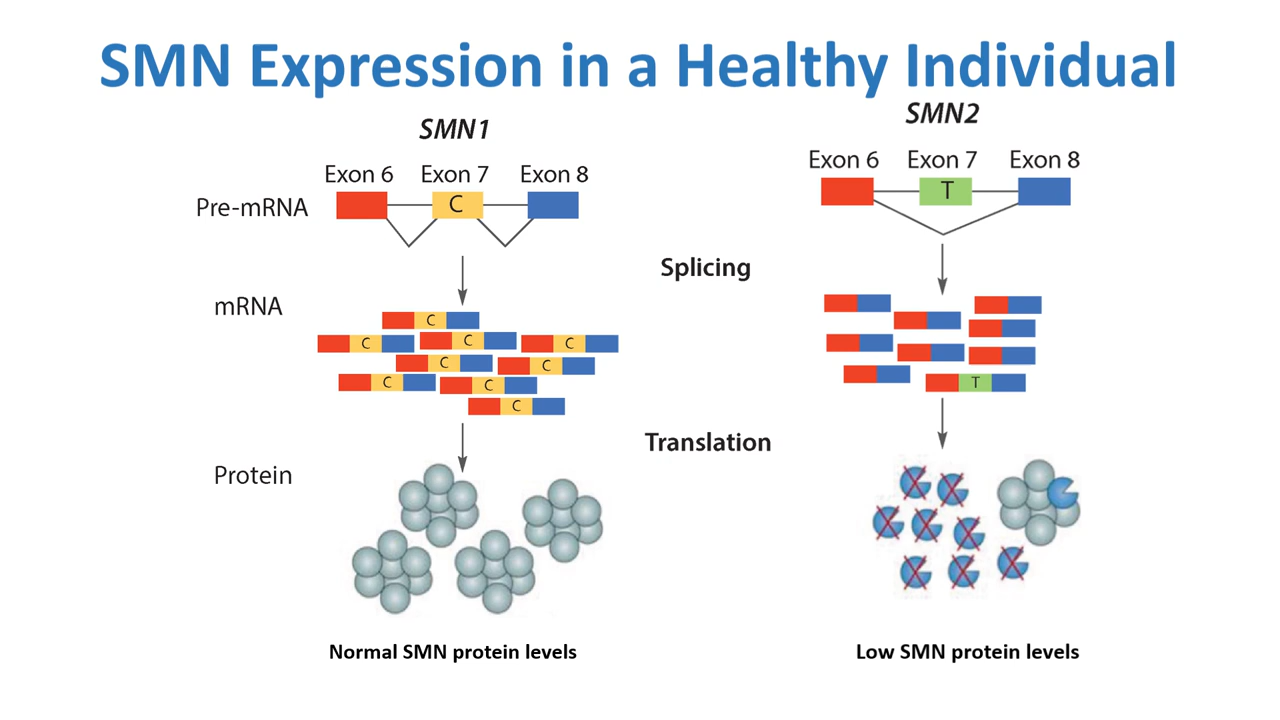 SMN Expression in a Healthy Individual
SMN1
SMN2
Exon 6 Exon 7 Exon 8
Exon 6 Exon 7 Exon 8
Pre-mRNA
C
T
Splicing
mRNA
C
C
C
C
C
C
C
C
C
T
Translation
Protein
Normal SMN protein levels
Low SMN protein levels